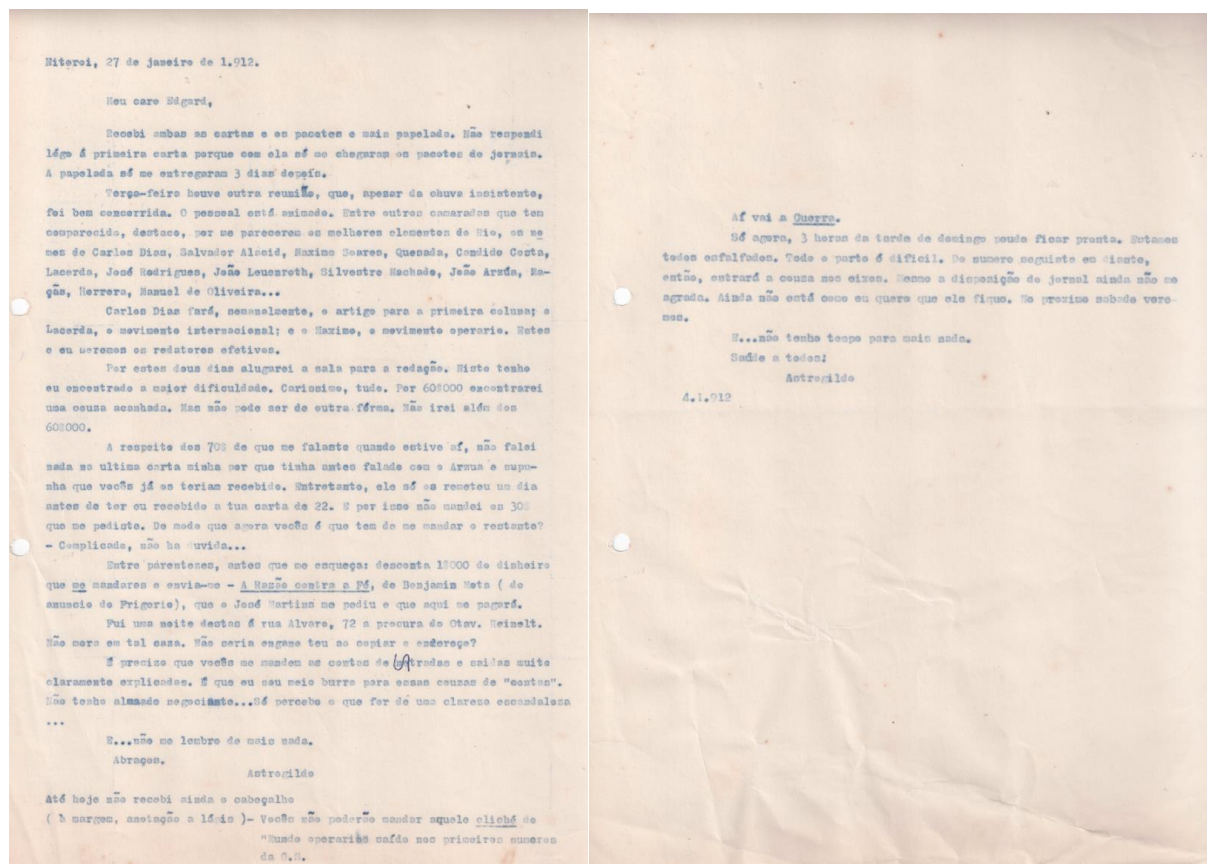 Niteroi, 27 de janeiro de 1.912.
Meu caro Edgard,
Recebi ambas as cartas e os pacotes e mais papelada. Não respondi
lógo á primeira carta porque com ela só me chegaram os pacotes de jornais.
A papelada só me entregaram 3 dias depois.
Terça-feira houve outra reunião, que, apezar da chuva insistente,
foi bem concorrida. O pessoal está animado. Entre outros camaradas que tem
comparecido, destaco, por me parecerem os melhores elementos do Rio, os no
mes de Carlos Dias, Salvador Alacid, Maximo Soares, Quesada, Candido Costa,
Lacerda, José Rodrigues, João Leuenroth, Silvestre Machado, João Arzúa, Ma-
ção, Herrera, Manuel de Oliveira...
Carlos Dias fará, semanalmente, o artigo para a primeira coluna; o
Lacerda, o movimento internacional; e o Maximo, o movimento operario. Estes
e eu seremos os redatores efetivos.
Por estes dous dias alugarei a sala para a redação. Nisto tenho
eu encontrado a maior dificuldade. Carissimo, tudo. Por 60$000 encontrarei
uma cousa acanhada. Mas não pode ser de outra fórma. Não irei além dos
60$000.
A respeito dos 70$ de que me falaste quando estive aí, não falei
nada na ultima carta minha por que tinha antes falado com o Arzua e supu-
nha que vocês já os teriam recebido. Entretanto, ele só os remeteu um dia
antes de ter eu recebido a tua carta de 22. E por isso não mandei os 30$
que me pediste. De modo que agora vocês é que tem de me mandar o restante?
- Complicado, não ha duvida...
Entre párenteses, antes que me esqueça: desconta 1$000 do dinheiro
que me mandares e envia-me - A Razão contra a Fé, de Benjamin Mota ( do
anuncio do Frigerio), que o José Martins me pediu e que aqui me pagará.
Fui uma noite destas á rua Alvaro, 72 a procura do Otav. Reinelt.
Não mora em tal caza. Não seria engano teu ao copiar o endereço?
É precizo que vocês me mandem as contas de entradas e saidas muito
claramente explicadas. É que eu sou meio burro para essas couzas de "contas".
Não tenho alma de negociante...Só percebo o que for de uma clareza escandaloza
...
E...não me lembro de mais nada.
Abraços.
Astrogildo
Até hoje não recebi ainda o cabeçalho
( à margem, anotação a lápis )- Vocês não poderão mandar aquele cliché do
"Mundo operario saído nos primeiros numeros
da G.S.
Aí vai a Guerra.
Só agora, 3 horas da tarde de domingo poude ficar pronta. Estamos
todos esfalfados. Todo o parto é dificil. Do numero seguinte em diante,
então, entrará a couza nos eixos. Mesmo a disposição do jornal ainda não me
agrada. Ainda não está como eu quero que ele fique. No proximo sabado vere-
mos.
E...não tenho tempo para mais nada.
Saúde a todos!
Astrogildo
4.1.912